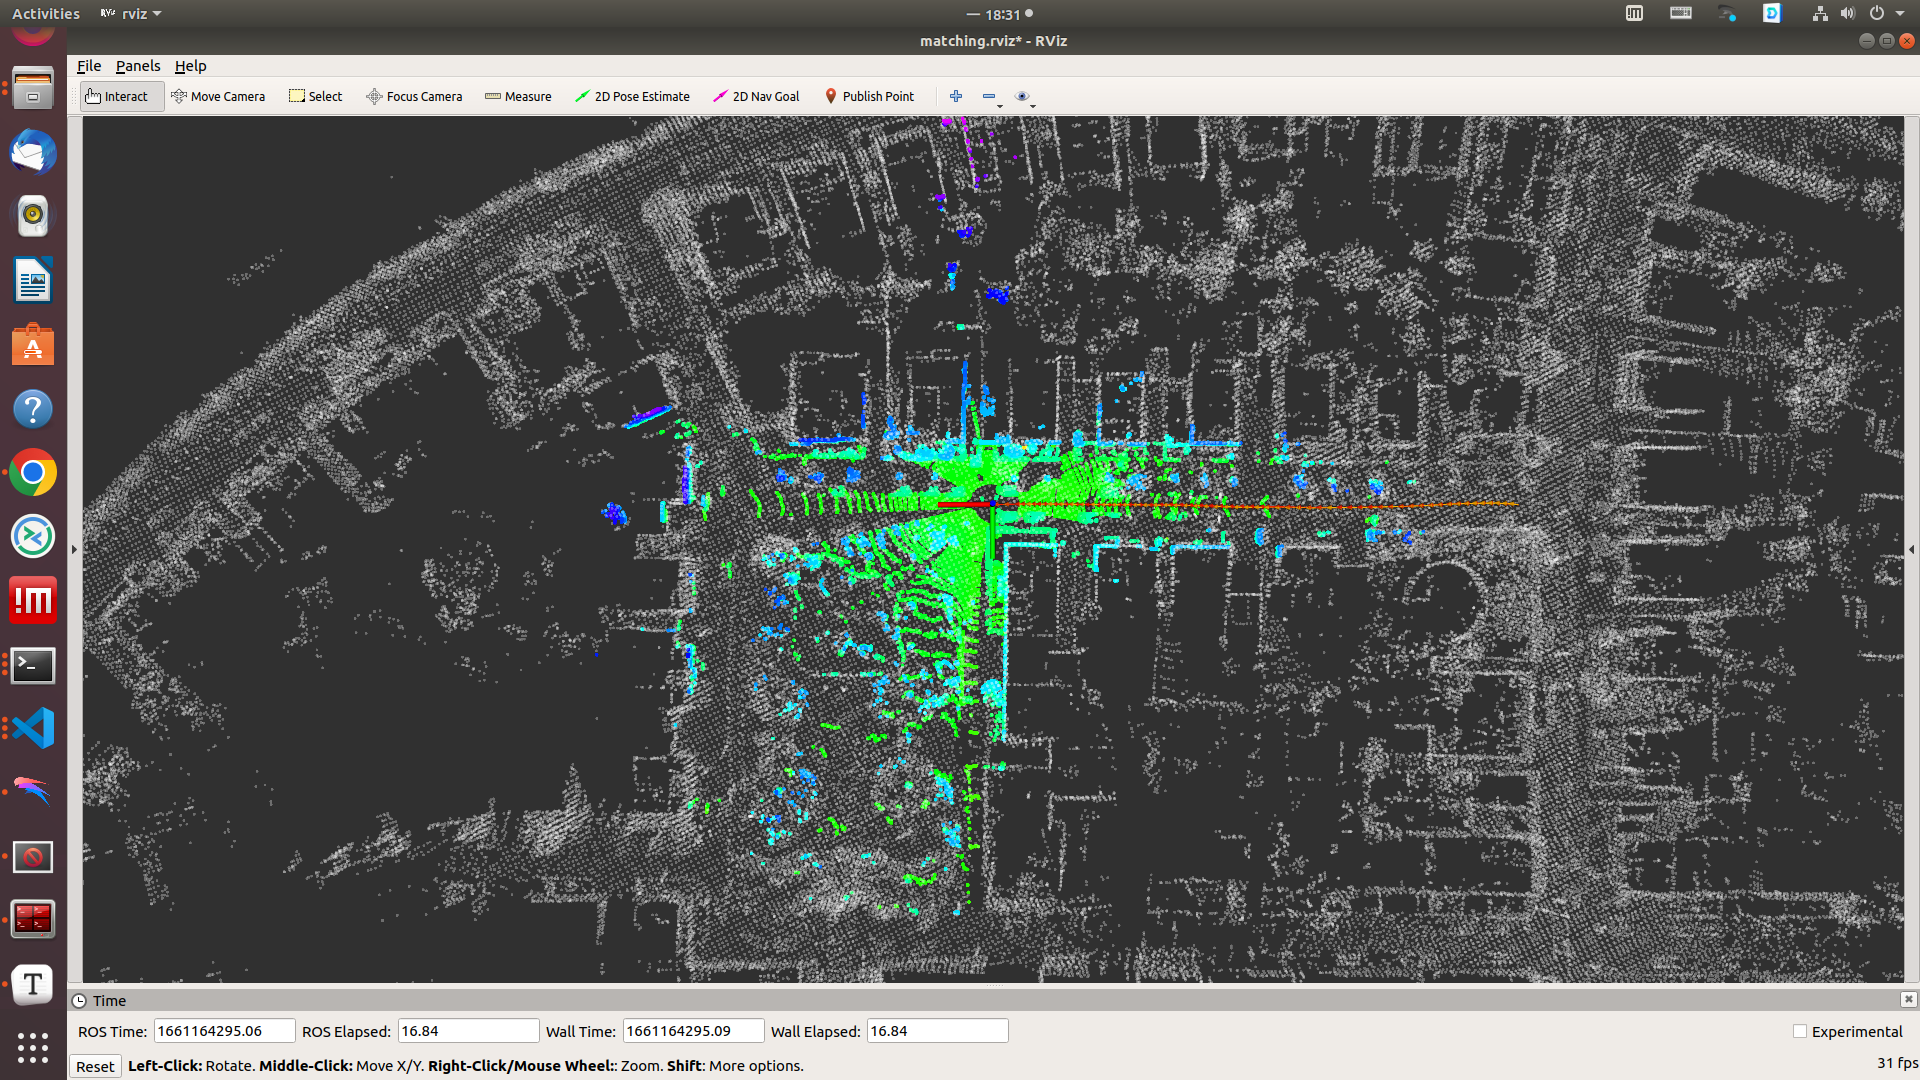 Activities rviz 18:31
matching.rviz* - RViz
File Panels Help
Interact Move Camera Select Focus Camera Measure 2D Pose Estimate 2D Nav Goal Publish Point
Time
ROS Time: 1661164295.06 ROS Elapsed: 16.84 Wall Time: 1661164295.09 Wall Elapsed: 16.84 Experimental
Reset Left-Click: Rotate. Middle-Click: Move X/Y. Right-Click/Mouse Wheel:: Zoom. Shift: More options. 31 fps